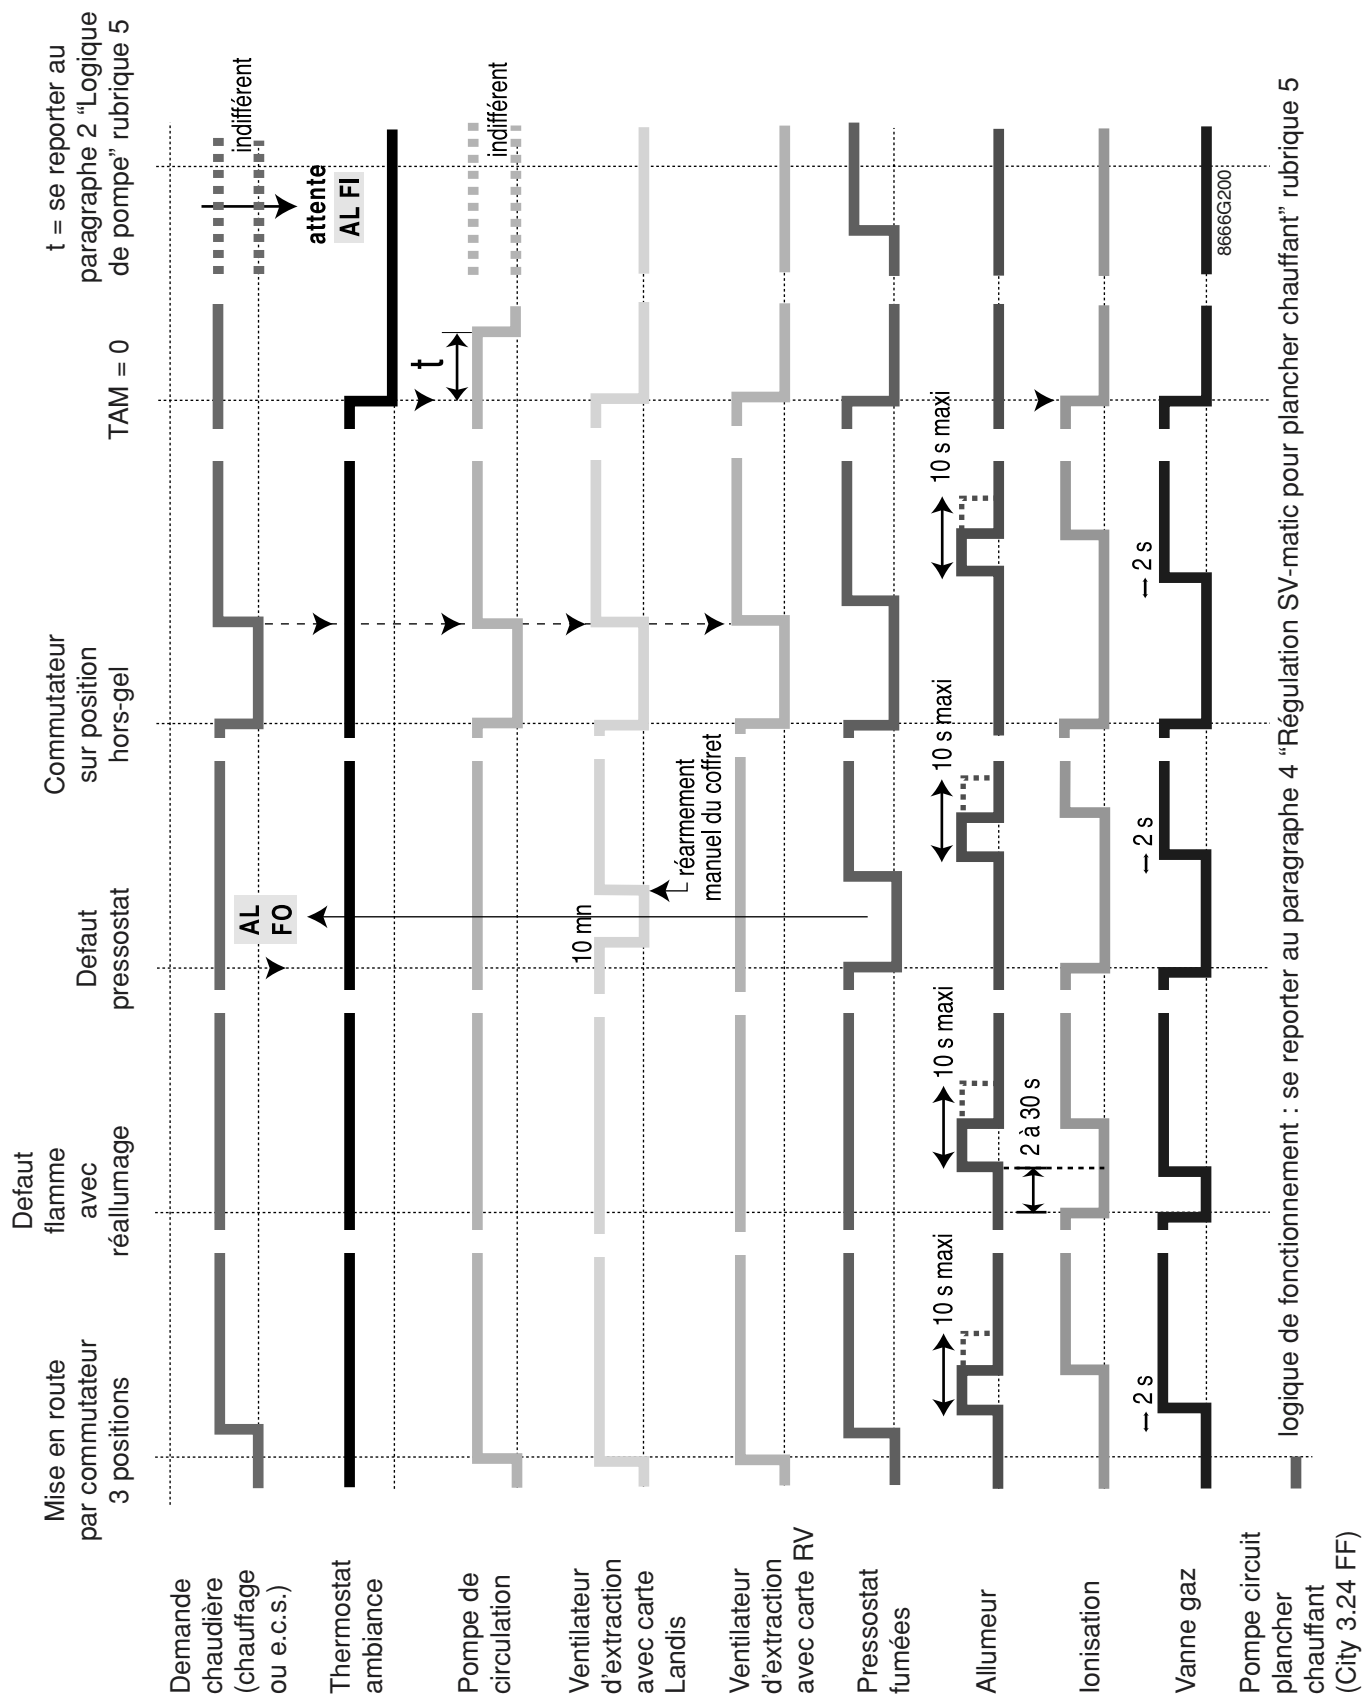 Mise en route
par commutateur
3 positions
Defaut
flamme
avec
réallumage
Defaut
presssostat
Commutateur
sur position
hors-gel
TAM = 0
t = se reporter au
paragraphe 2 “Logique
de pompe” rubrique 5
Demande
chaudière
(chauffage
ou e.c.s.)
AL
FO
attente
AL FI
indifférent
Thermostat
ambiance
Pompe de
circulation
t
indifférent
Ventilateur
d’extraction
avec carte
Landis
10 mn
réarmement
manuel du coffret
Ventilateur
d’extraction
avec carte RV
Pressostat
fumées
Allumeur
10 s maxi
10 s maxi
10 s maxi
10 s maxi
Ionisation
2 à 30 s
Vanne gaz
2 s
2 s
2 s
8666G200
Pompe circuit
plancher
chauffant
(City 3.24 FF)
logique de fonctionnement : se reporter au paragraphe 4 “Régulation SV-matic pour plancher chauffant” rubrique 5